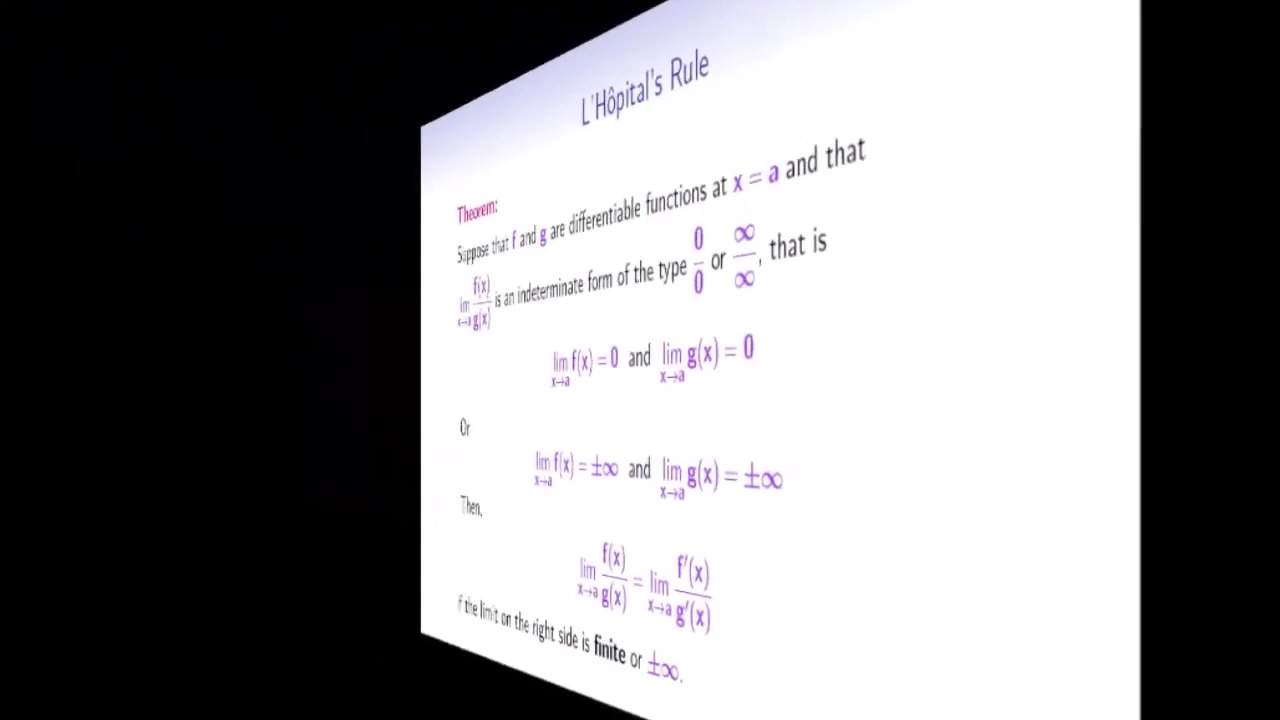 L'Hôpital's Rule
Theorem:
Suppose that f and g are differentiable functions at x = a and that
lim x→a f(x)/g(x) is an indeterminate form of the type 0/0 or ∞/∞, that is
lim x→a f(x) = 0 and lim x→a g(x) = 0
Or
lim x→a f(x) = ±∞ and lim x→a g(x) = ±∞
Then,
lim x→a f(x)/g(x) = lim x→a f′(x)/g′(x)
if the limit on the right side is finite or ±∞.